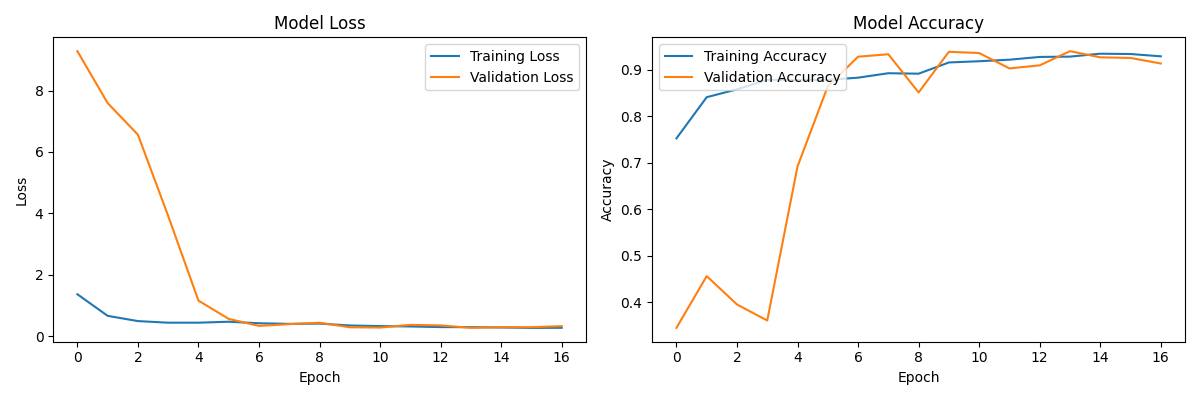 Model Loss
Training Loss
Validation Loss
8
6
4
2
0
Loss
0 2 4 6 8 10 12 14 16
Epoch
Model Accuracy
Training Accuracy
Validation Accuracy
0.9
0.8
0.7
0.6
0.5
0.4
Accuracy
0 2 4 6 8 10 12 14 16
Epoch